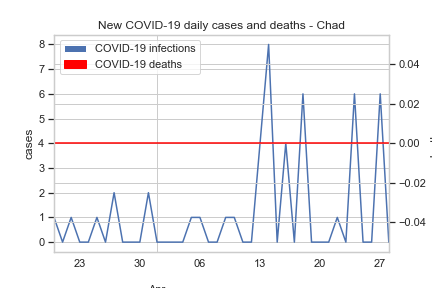 New COVID-19 daily cases and deaths - Chad
COVID-19 infections
COVID-19 deaths
cases
8
7
6
5
4
3
2
1
0
0.04
0.02
0.00
−0.02
−0.04
23 30 06 13 20 27